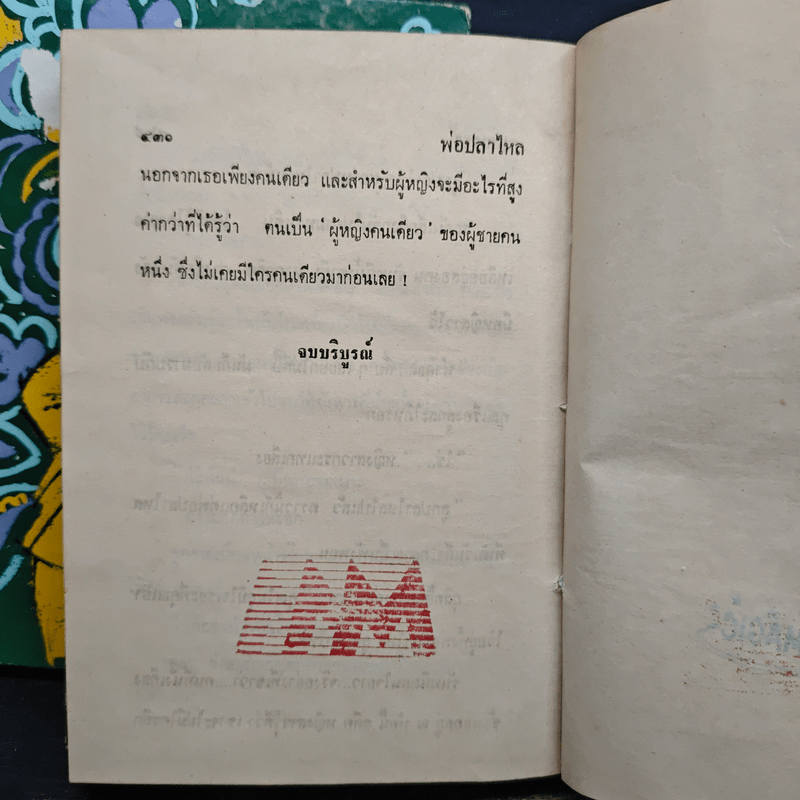 ๔๓๐ พ่อปลาไหล
นอกจากเธอเพียงคนเดียว และสำหรับผู้หญิงจะมีอะไรที่สูง
ค่ากว่าที่ได้รู้ว่า ตนเป็น ‘ผู้หญิงคนเดียว’ ของผู้ชายคน
หนึ่ง ซึ่งไม่เคยมีใครคนเดียวมาก่อนเลย !
จบบริบูรณ์